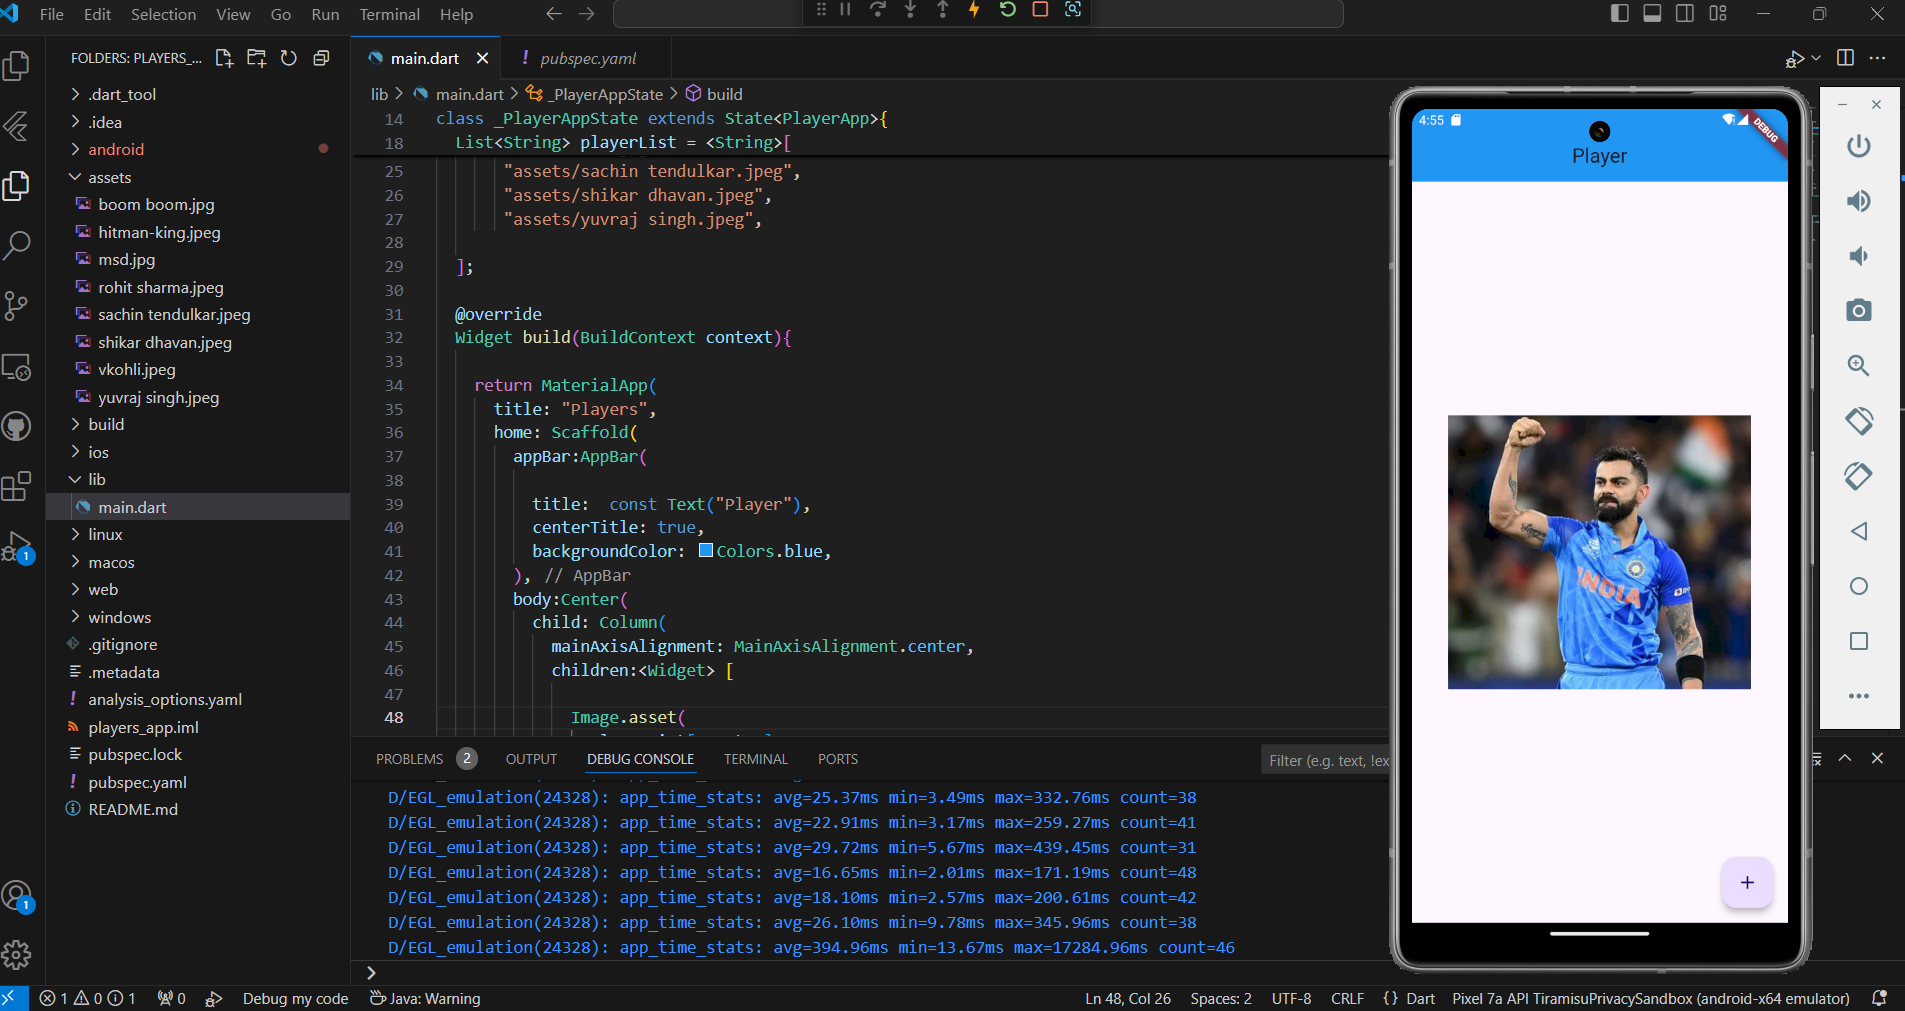 File Edit Selection View Go Run Terminal Help
FOLDERS: PLAYERS_...
.dart_tool
.idea
android
assets
boom boom.jpg
hitman-king.jpeg
msd.jpg
rohit sharma.jpeg
sachin tendulkar.jpeg
shikar dhavan.jpeg
vkohli.jpeg
yuvraj singh.jpeg
build
ios
lib
main.dart
linux
macos
web
windows
.gitignore
.metadata
analysis_options.yaml
players_app.iml
pubspec.lock
pubspec.yaml
README.md
1
1
main.dart
pubspec.yaml
lib > main.dart > _PlayerAppState > build
14 class _PlayerAppState extends State<PlayerApp>{
18 List<String> playerList = <String>[
25 "assets/sachin tendulkar.jpeg",
26 "assets/shikar dhavan.jpeg",
27 "assets/yuvraj singh.jpeg",
28
29 ];
30
31 @override
32 Widget build(BuildContext context){
33
34 return MaterialApp(
35 title: "Players",
36 home: Scaffold(
37 appBar:AppBar(
38
39 title:  const Text("Player"),
40 centerTitle: true,
41 backgroundColor: Colors.blue,
42 ), // AppBar
43 body:Center(
44 child: Column(
45 mainAxisAlignment: MainAxisAlignment.center,
46 children:<Widget> [
47
48 Image.asset(
PROBLEMS 2 OUTPUT DEBUG CONSOLE TERMINAL PORTS
Filter (e.g. text, !ex
D/EGL_emulation(24328): app_time_stats: avg=25.37ms min=3.49ms max=332.76ms count=38
D/EGL_emulation(24328): app_time_stats: avg=22.91ms min=3.17ms max=259.27ms count=41
D/EGL_emulation(24328): app_time_stats: avg=29.72ms min=5.67ms max=439.45ms count=31
D/EGL_emulation(24328): app_time_stats: avg=16.65ms min=2.01ms max=171.19ms count=48
D/EGL_emulation(24328): app_time_stats: avg=18.10ms min=2.57ms max=200.61ms count=42
D/EGL_emulation(24328): app_time_stats: avg=26.10ms min=9.78ms max=345.96ms count=38
D/EGL_emulation(24328): app_time_stats: avg=394.96ms min=13.67ms max=17284.96ms count=46
>
4:55
DEBUG
Player
INDIA
+
1 0 1 0 Debug my code Java: Warning
Ln 48, Col 26 Spaces: 2 UTF-8 CRLF {} Dart Pixel 7a API TiramisuPrivacySandbox (android-x64 emulator)